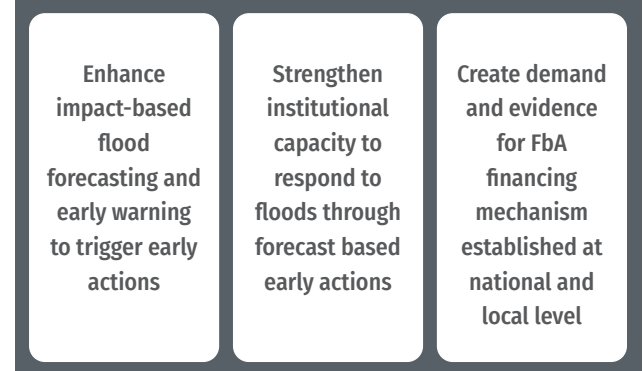 Enhance
impact-based
flood
forecasting and
early warning
to trigger early
actions
Strengthen
institutional
capacity to
respond to
floods through
forecast based
early actions
Create demand
and evidence
for FbA
financing
mechanism
established at
national and
local level